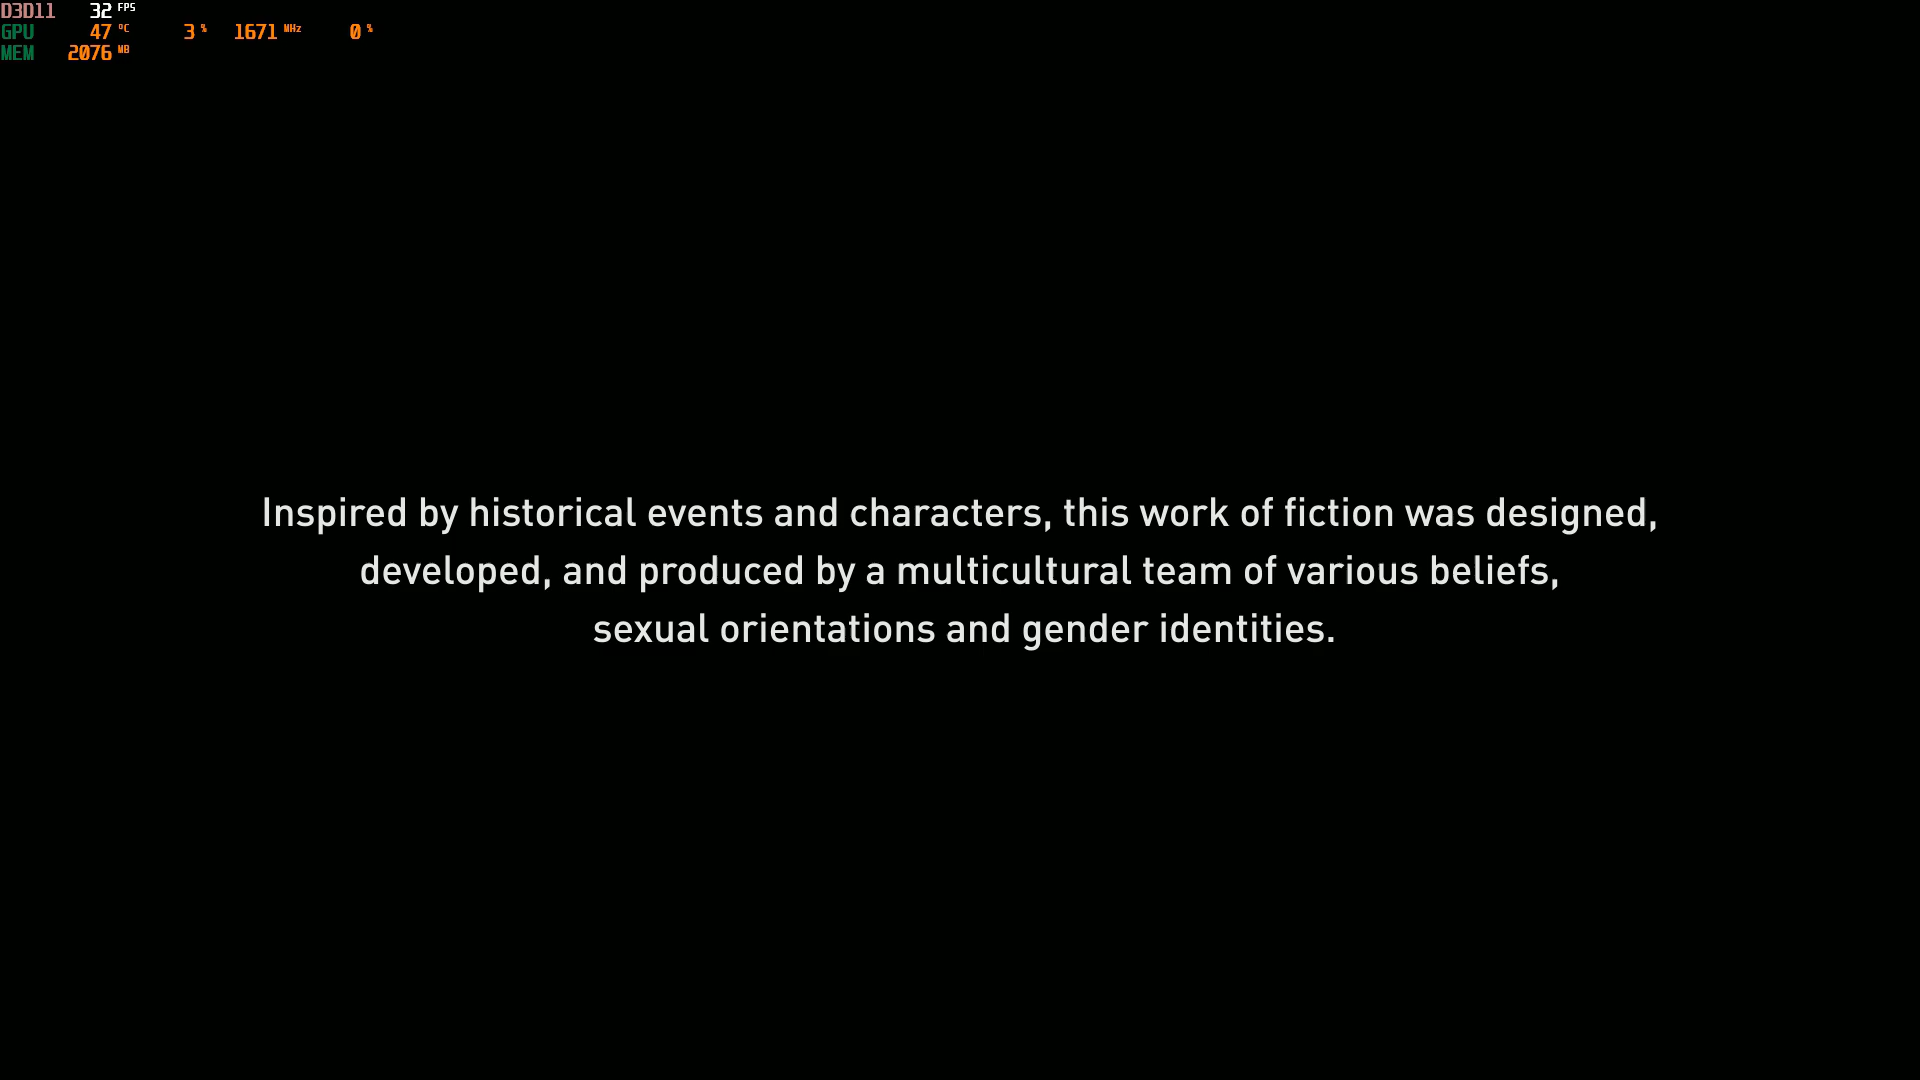 D3D11 32 FPS
GPU 47 °C 3 % 1671 MHz 0 %
MEM 2076 MB
Inspired by historical events and characters, this work of fiction was designed,
developed, and produced by a multicultural team of various beliefs,
sexual orientations and gender identities.